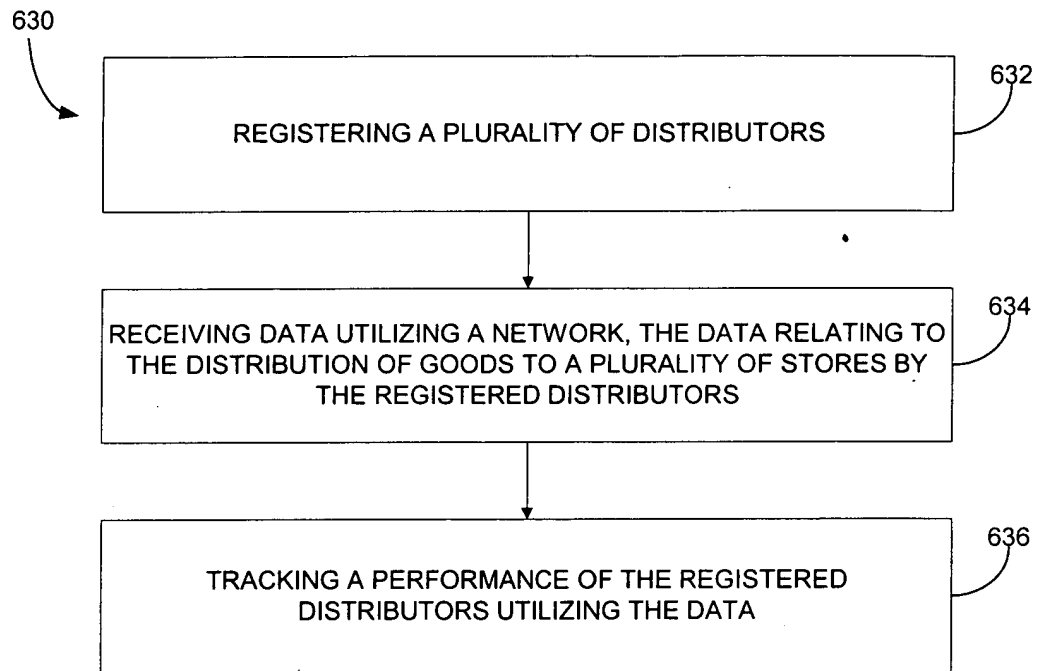 630
632
REGISTERING A PLURALITY OF DISTRIBUTORS
634
RECEIVING DATA UTILIZING A NETWORK, THE DATA RELATING TO
THE DISTRIBUTION OF GOODS TO A PLURALITY OF STORES BY
THE REGISTERED DISTRIBUTORS
636
TRACKING A PERFORMANCE OF THE REGISTERED
DISTRIBUTORS UTILIZING THE DATA